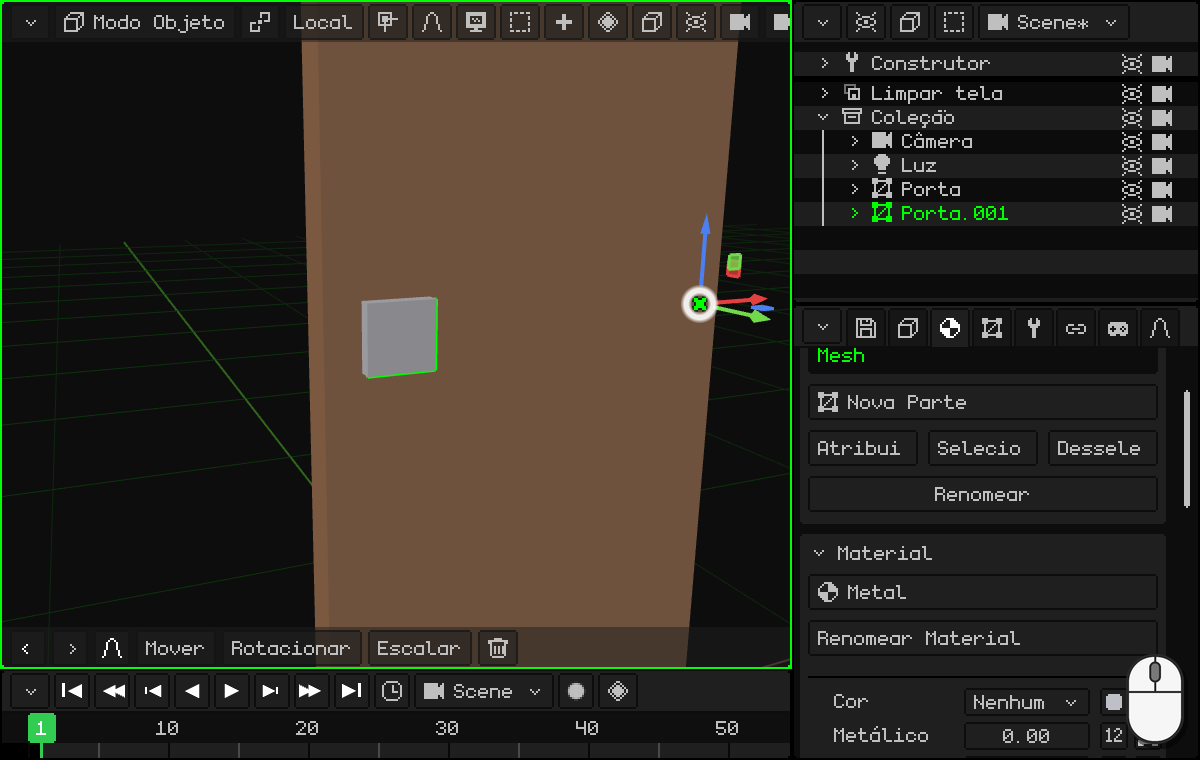 Modo Objeto Local
Scene*
Construtor
Limpar tela
Coleção
Câmera
Luz
Porta
Porta.001
Mesh
Nova Parte
Atribui Selecio Dessele
Renomear
Material
Metal
Renomear Material
Cor Nenhum
Metálico 0.00 12
Mover Rotacionar Escalar
Scene
1 10 20 30 40 50